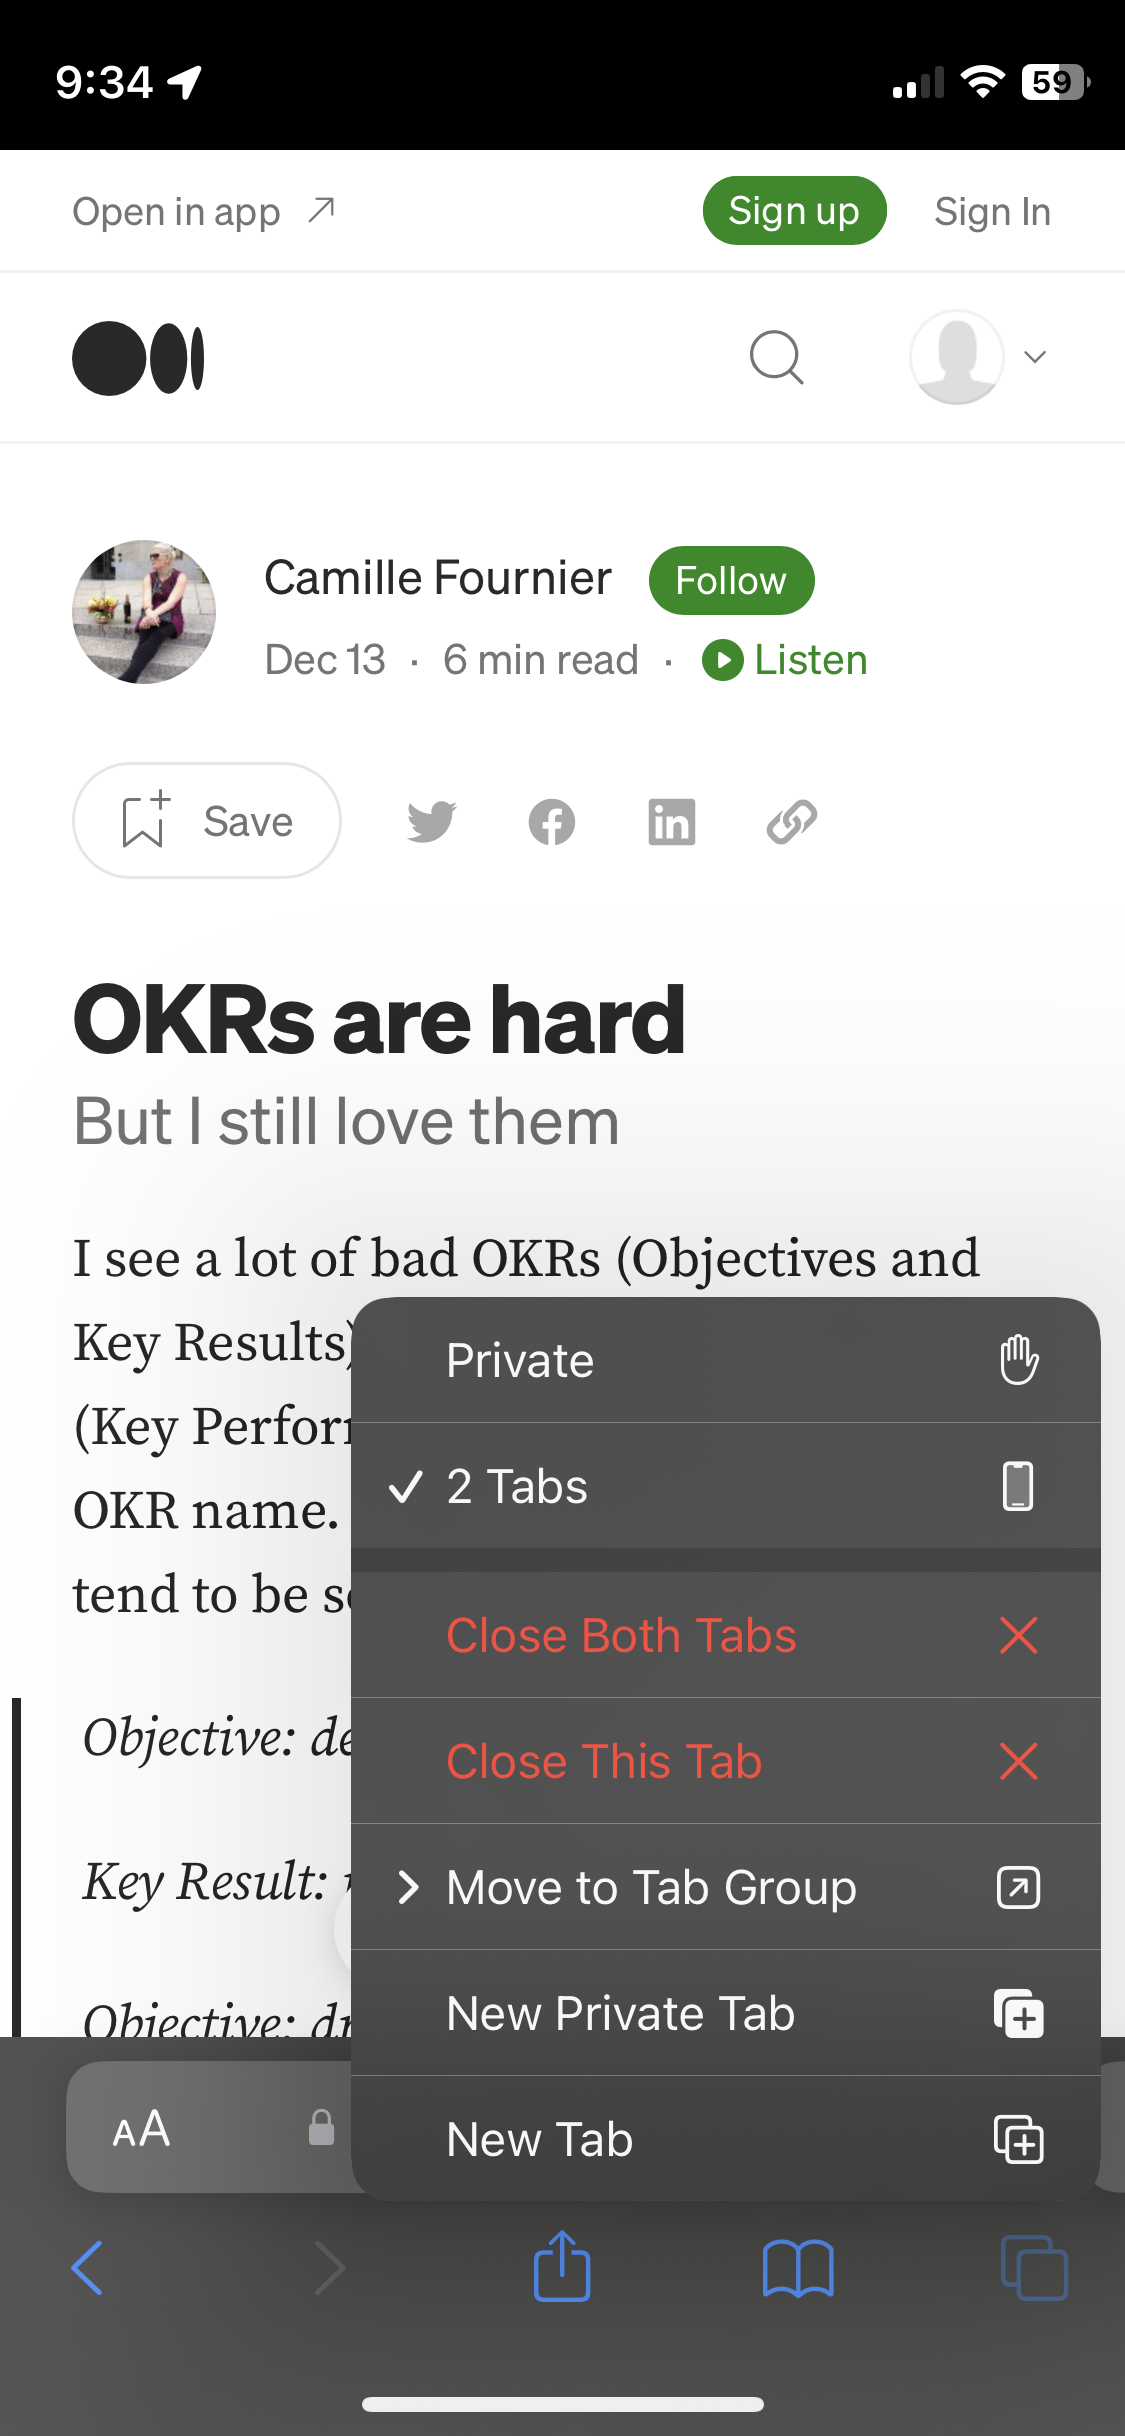 9:34
59
Open in app
Sign up
Sign In
Camille Fournier
Follow
Dec 13 · 6 min read · Listen
Save
OKRs are hard
But I still love them
I see a lot of bad OKRs (Objectives and
Key Results)
(Key
OKR name.
tend to be
Objective:
Key Result:
Objective:
Private
2 Tabs
Close Both Tabs
Close This Tab
Move to Tab Group
New Private Tab
New Tab
AA